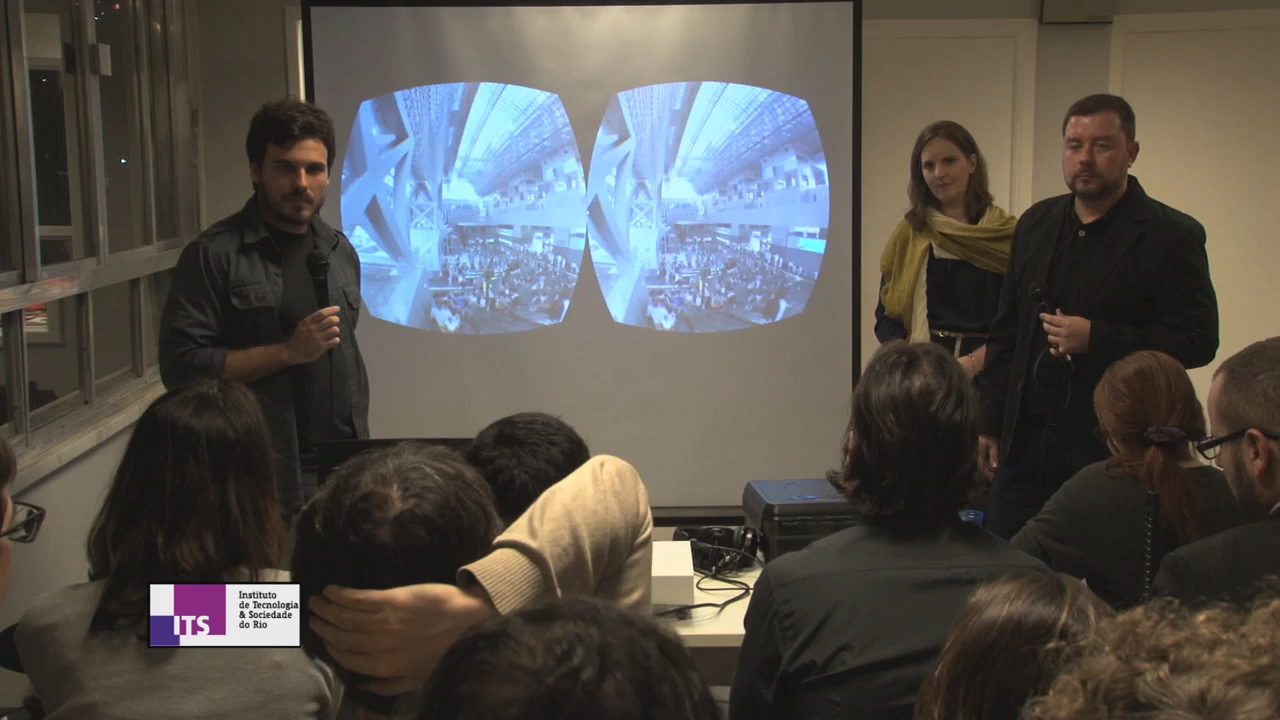 ITS
Instituto
de Tecnologia
& Sociedade
do Rio